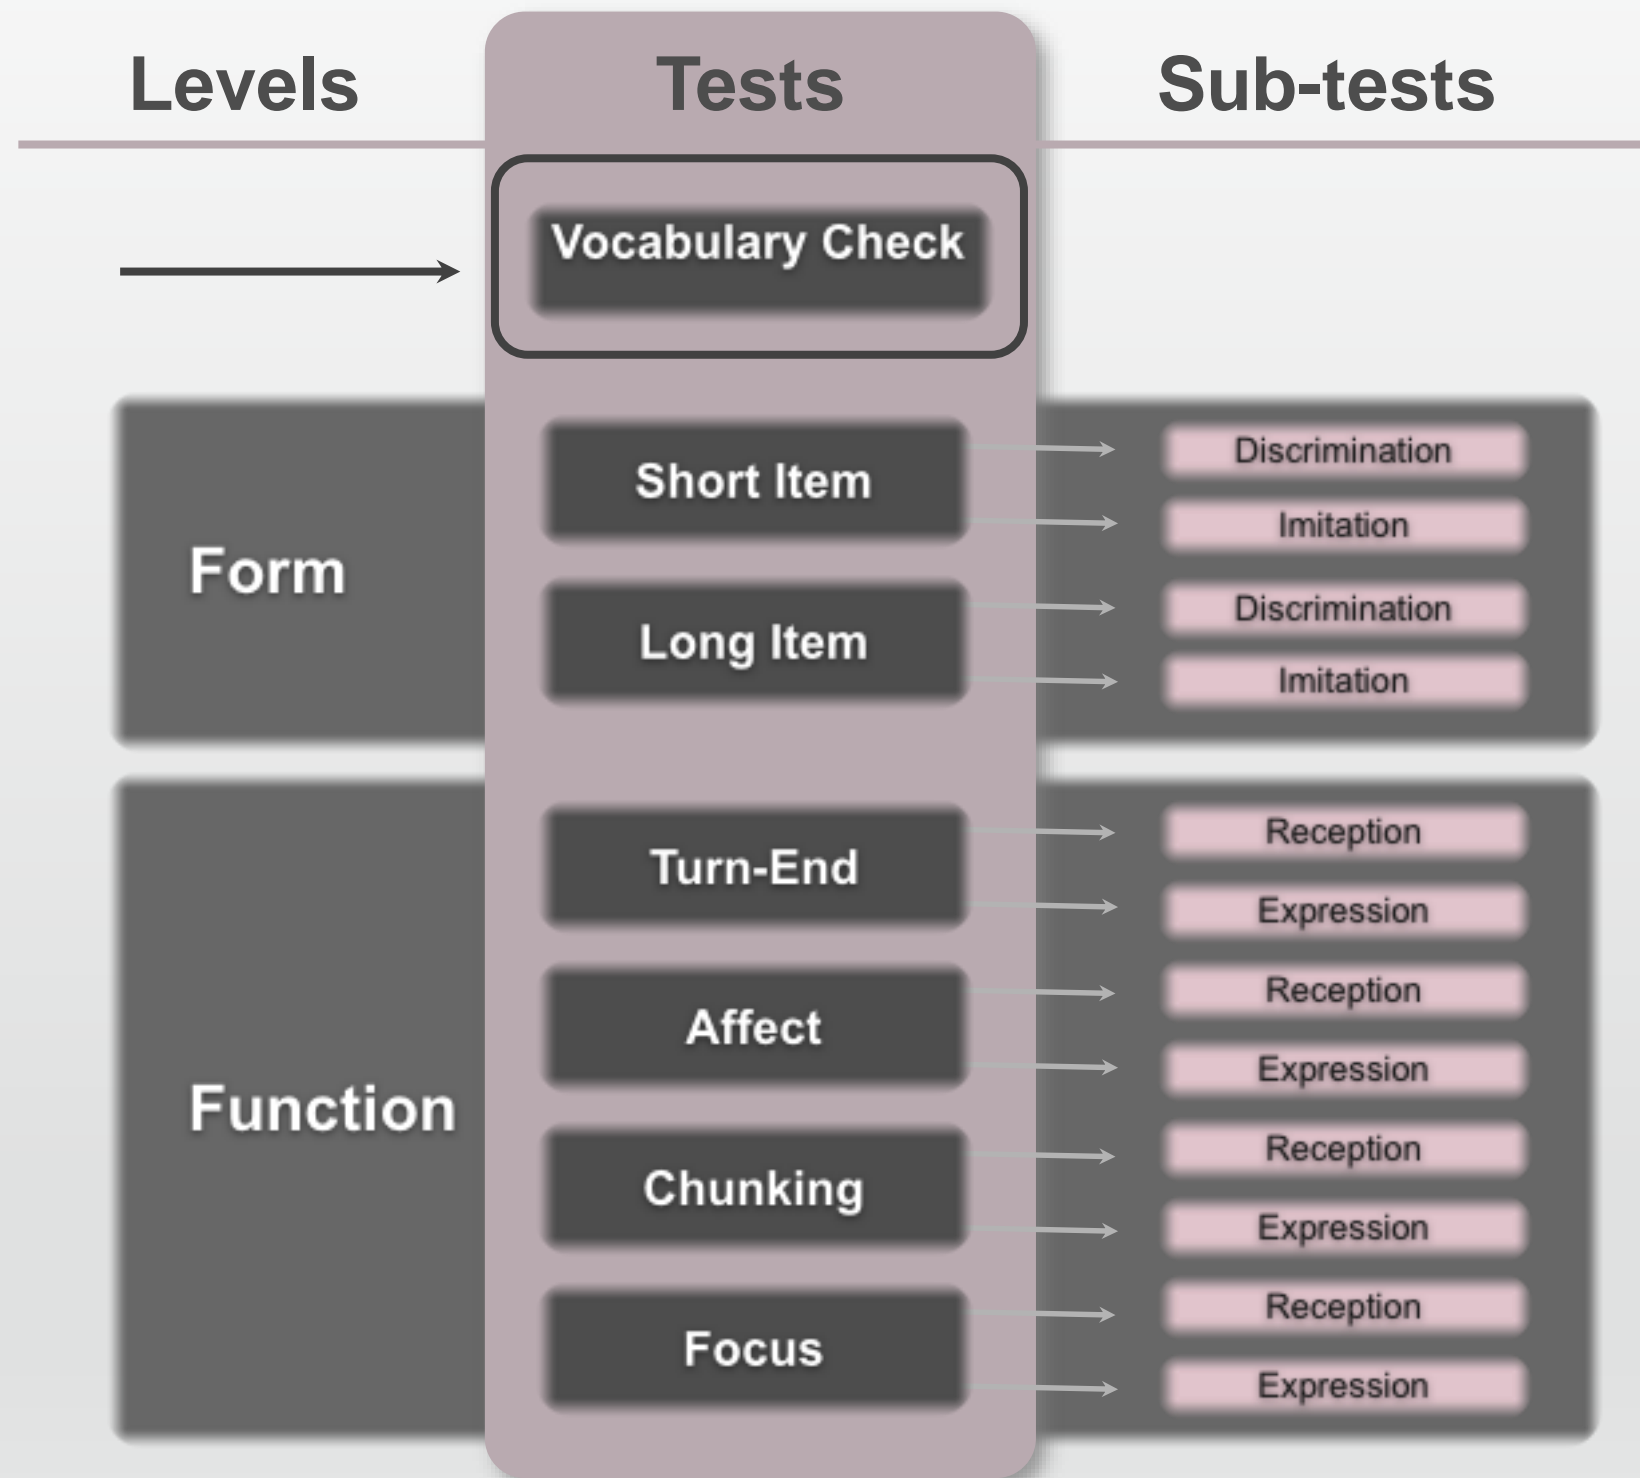 Levels
Tests
Sub-tests
Vocabulary Check
Form
Short Item
Discrimination
Imitation
Long Item
Discrimination
Imitation
Function
Turn-End
Reception
Expression
Affect
Reception
Expression
Chunking
Reception
Expression
Focus
Reception
Expression